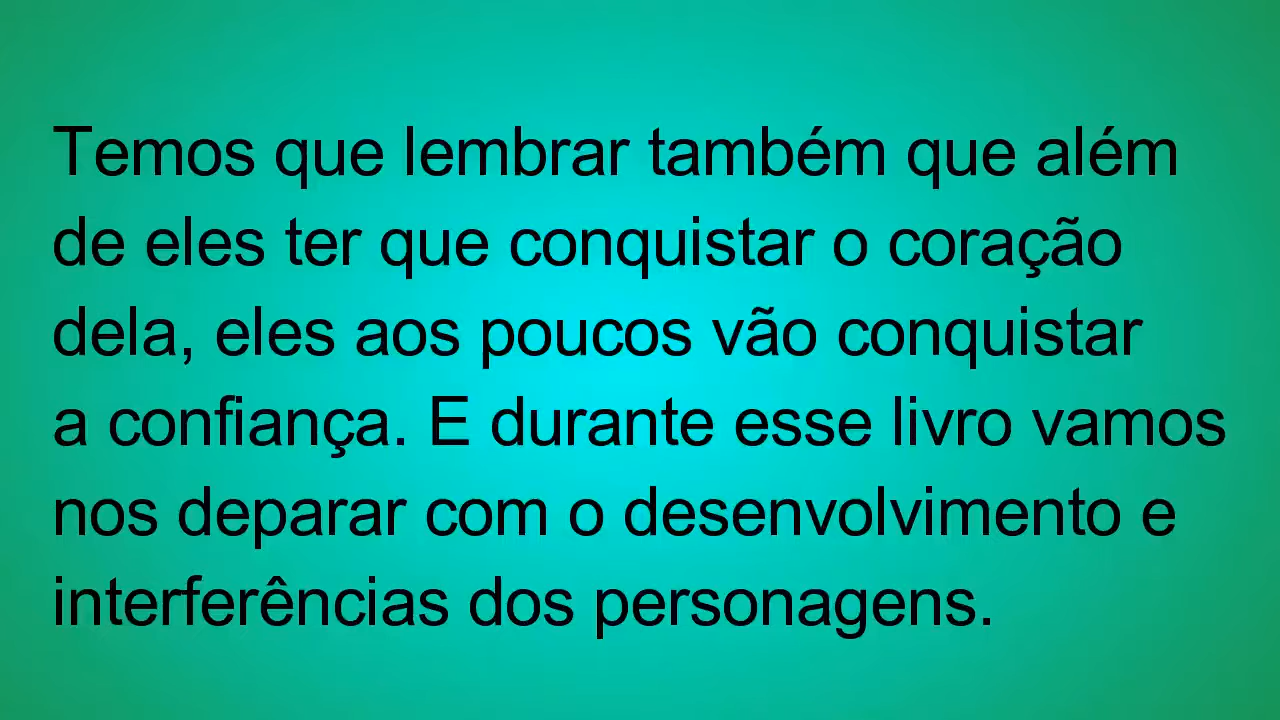 Temos que lembrar também que além
de eles ter que conquistar o coração
dela, eles aos poucos vão conquistar
a confiança. E durante esse livro vamos
nos deparar com o desenvolvimento e
interferências dos personagens.